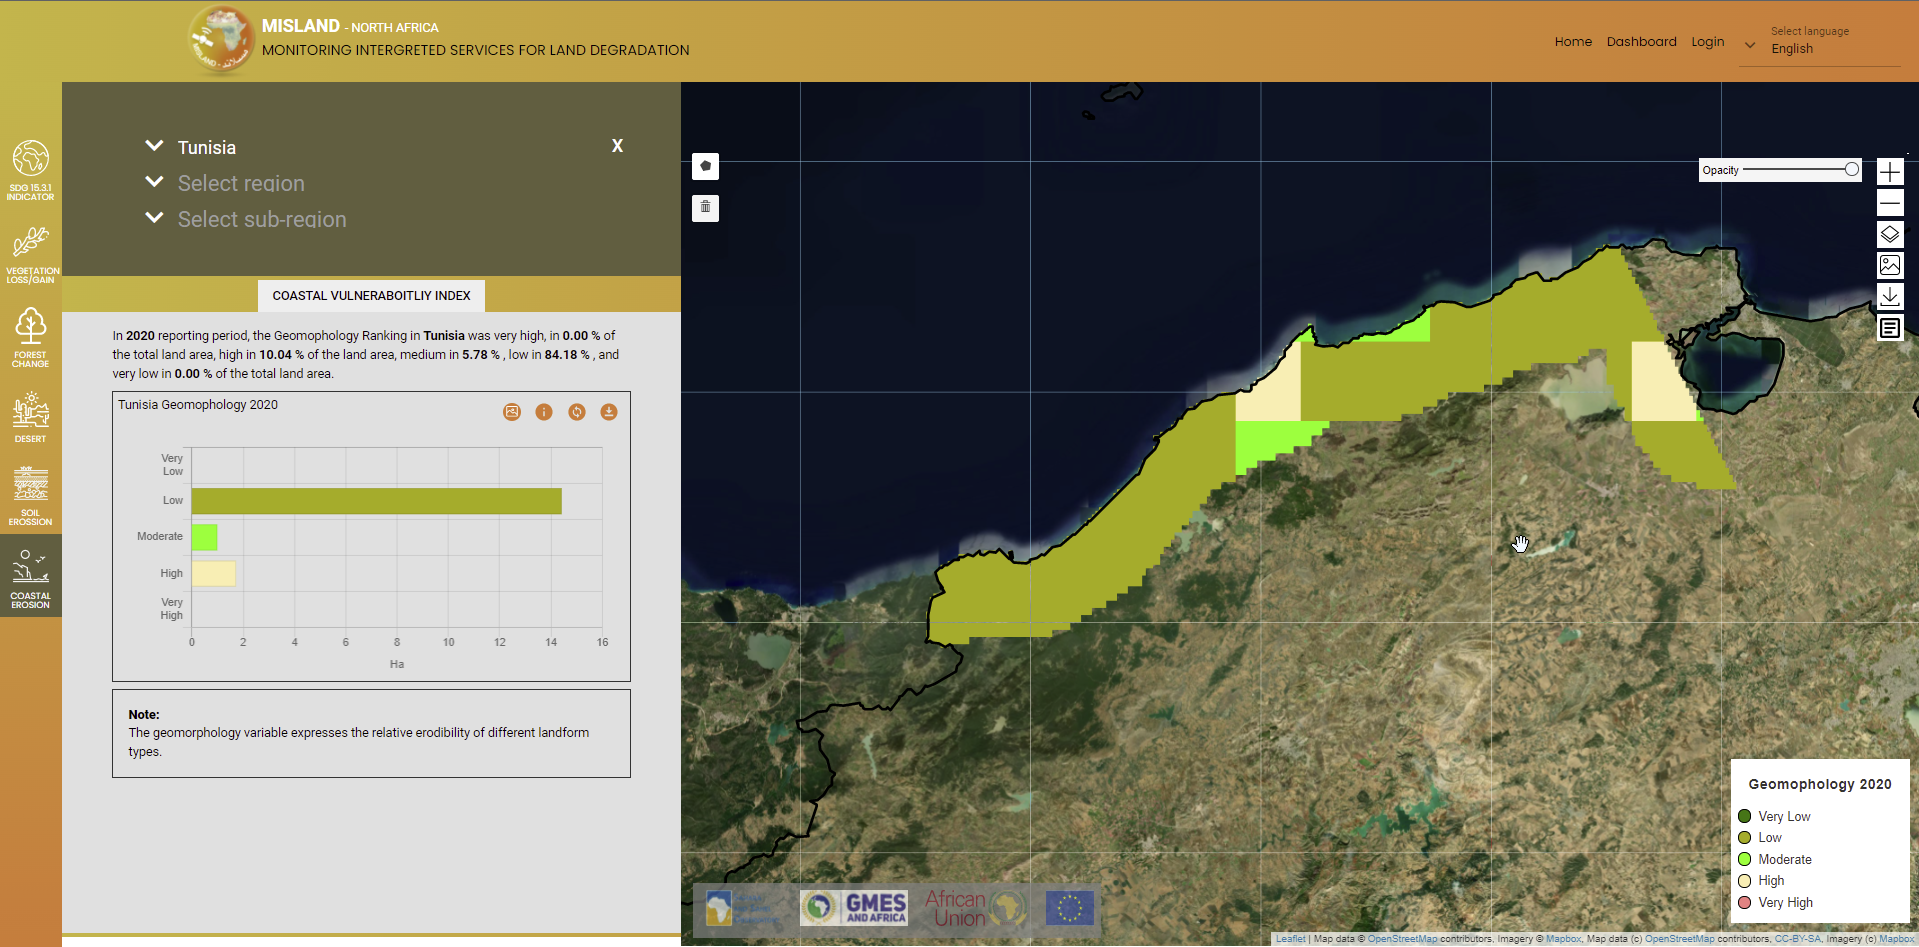 MISLAND - NORTH AFRICA
MONITORING INTERGRETED SERVICES FOR LAND DEGRADATION
Home Dashboard Login
Select language
English
SDG 15.3.1
INDICATOR
VEGETATION
LOSS/GAIN
FOREST
CHANGE
DESERT
SOIL
EROSSION
COASTAL
EROSION
Tunisia X
Select region
Select sub-region
COASTAL VULNERABOITLIY INDEX
In 2020 reporting period, the Geomophology Ranking in Tunisia was very high, in 0.00 % of
the total land area, high in 10.04 % of the land area, medium in 5.78 % , low in 84.18 % , and
very low in 0.00 % of the total land area.
Tunisia Geomophology 2020
Very
Low
Low
Moderate
High
Very
High
0 2 4 6 8 10 12 14 16
Ha
Note:
The geomorphology variable expresses the relative erodibility of different landform
types.
Opacity
Geomophology 2020
Very Low
Low
Moderate
High
Very High
GMES
AND AFRICA
African
Union
Leaflet | Map data © OpenStreetMap contributors, Imagery © Mapbox, Map data (c) OpenStreetMap contributors, CC-BY-SA, Imagery (c) Mapbox